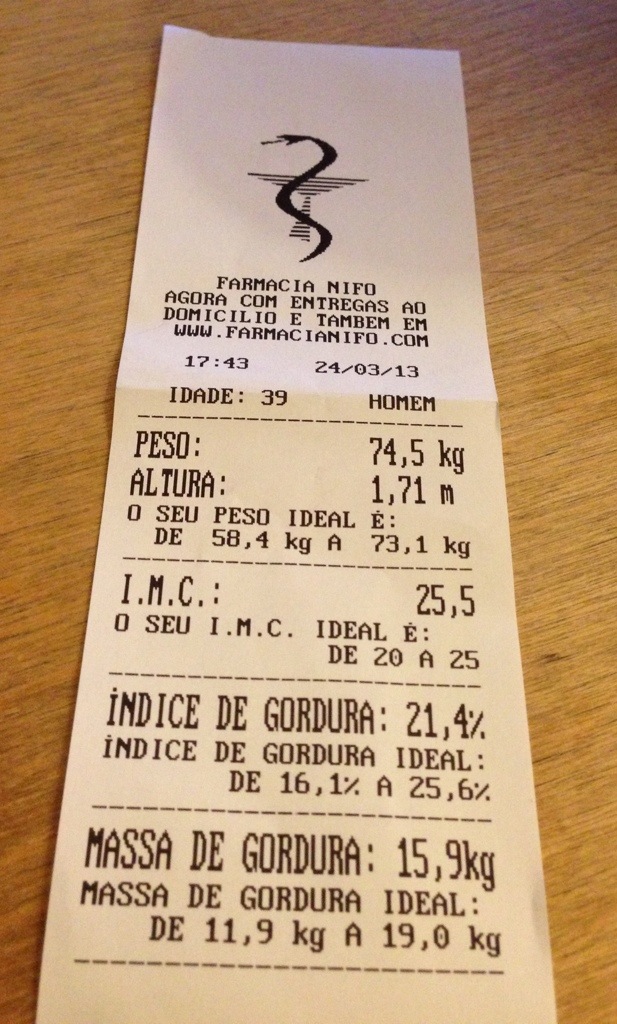 FARMACIA NIFO
AGORA COM ENTREGAS AO
DOMICILIO E TAMBEM EM
WWW.FARMACIANIFO.COM
17:43 24/03/13
IDADE: 39 HOMEM
PESO: 74,5 kg
ALTURA: 1,71 m
O SEU PESO IDEAL É:
DE 58,4 kg A 73,1 kg
I.M.C.: 25,5
O SEU I.M.C. IDEAL É:
DE 20 A 25
ÍNDICE DE GORDURA: 21,4%
ÍNDICE DE GORDURA IDEAL:
DE 16,1% A 25,6%
MASSA DE GORDURA: 15,9kg
MASSA DE GORDURA IDEAL:
DE 11,9 kg A 19,0 kg